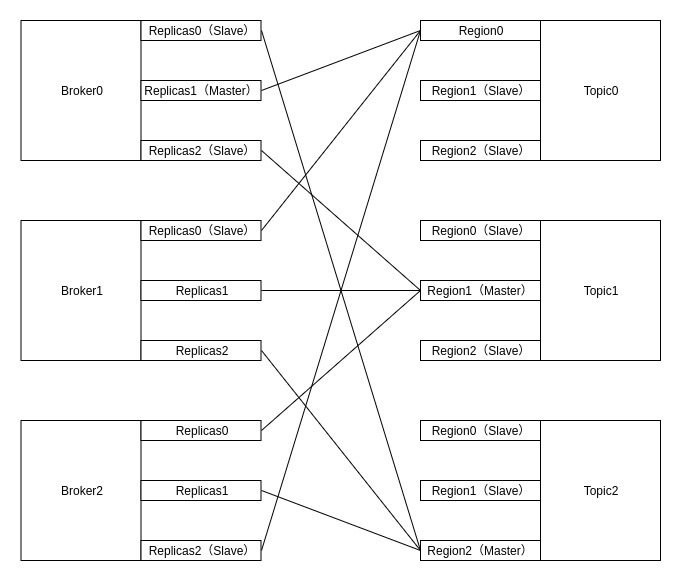 Replicas0（Slave）
Broker0
Replicas1（Master）
Replicas2（Slave）
Region0
Region1（Slave）
Topic0
Region2（Slave）
Replicas0（Slave）
Broker1
Replicas1
Replicas2
Region0（Slave）
Region1（Master）
Topic1
Region2（Slave）
Replicas0
Broker2
Replicas1
Replicas2（Slave）
Region0（Slave）
Region1（Slave）
Topic2
Region2（Master）